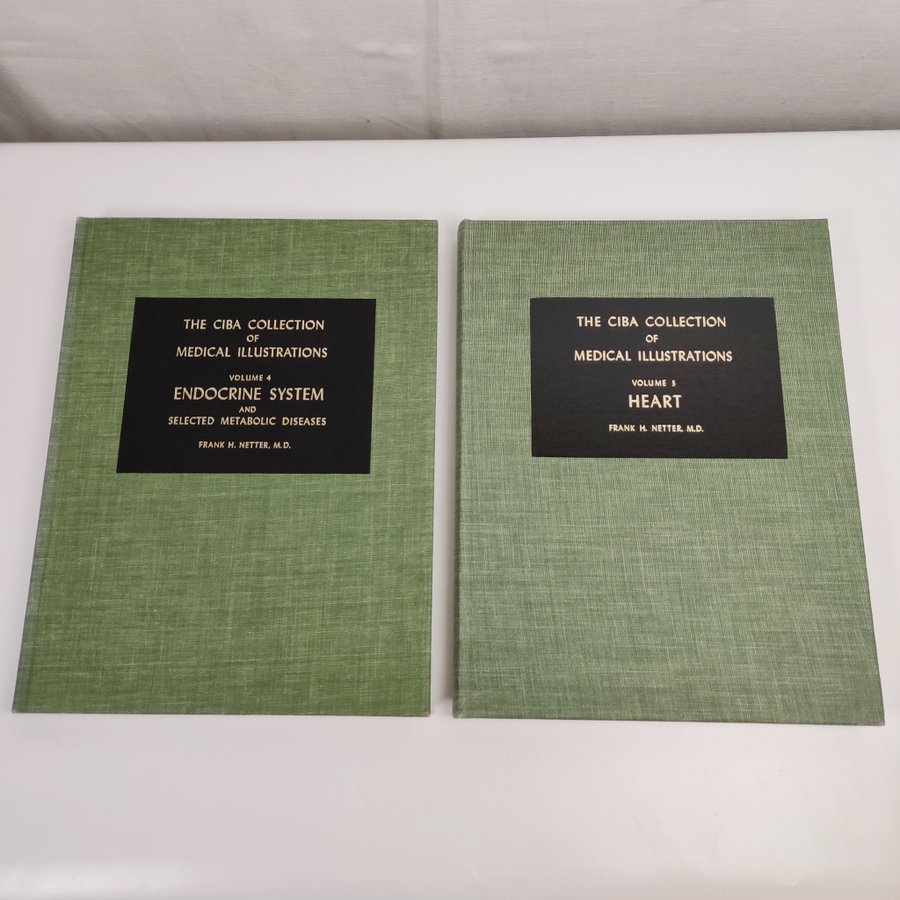 THE CIBA COLLECTION
OF
MEDICAL ILLUSTRATIONS
VOLUME 4
ENDOCRINE SYSTEM
AND
SELECTED METABOLIC DISEASES
FRANK H. NETTER, M.D.
THE CIBA COLLECTION
OF
MEDICAL ILLUSTRATIONS
VOLUME 5
HEART
FRANK H. NETTER, M.D.